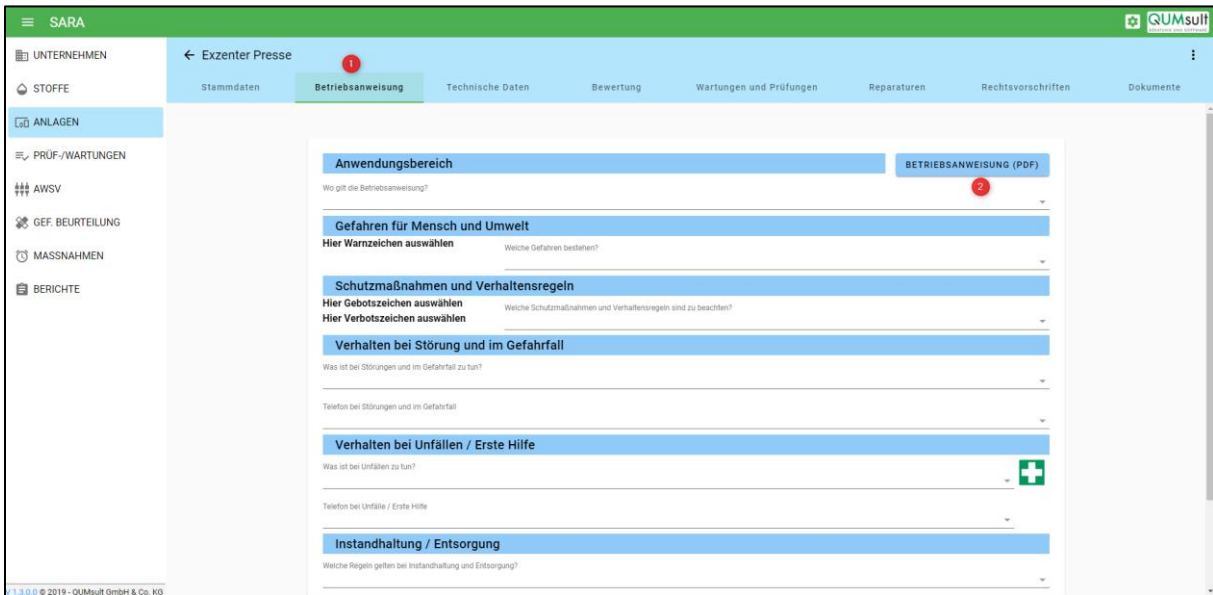 SARA
QUMsult
UNTERNEHMEN
STOFFE
ANLAGEN
PRÜF-/WARTUNGEN
AWSV
GEF. BEURTEILUNG
MASSNAHMEN
BERICHTE
Exzenter Presse
1
Stammdaten Betriebsanweisung Technische Daten Bewertung Wartungen und Prüfungen Reparaturen Rechtsvorschriften Dokumente
Anwendungsbereich
BETRIEBSANWEISUNG (PDF)
2
Wo gilt die Betriebsanweisung?
Gefahren für Mensch und Umwelt
Hier Warnzeichen auswählen
Welche Gefahren bestehen?
Schutzmaßnahmen und Verhaltensregeln
Hier Gebotszeichen auswählen
Hier Verbotszeichen auswählen
Welche Schutzmaßnahmen und Verhaltensregeln sind zu beachten?
Verhalten bei Störung und im Gefahrfall
Was ist bei Störungen und im Gefahrfall zu tun?
Telefon bei Störungen und im Gefahrfall
Verhalten bei Unfällen / Erste Hilfe
Was ist bei Unfällen zu tun?
Telefon bei Unfälle / Erste Hilfe
Instandhaltung / Entsorgung
Welche Regeln gelten bei Instandhaltung und Entsorgung?
V 1.3.0.0 © 2019 - QUMsult GmbH & Co. KG